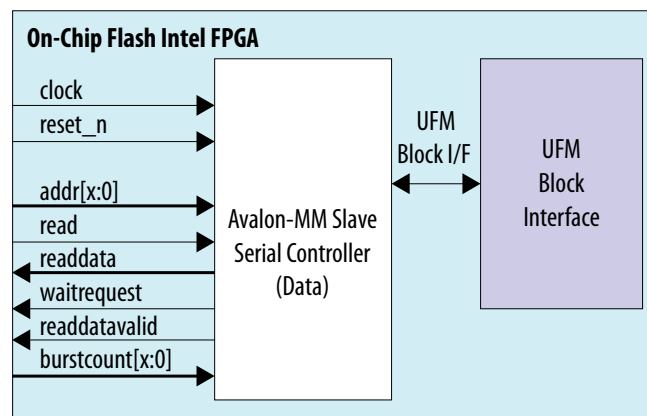 On-Chip Flash Intel FPGA
clock
reset_n
addr[x:0]
read
readdata
waitrequest
readdatavalid
burstcount[x:0]
Avalon-MM Slave
Serial Controller
(Data)
UFM
Block I/F
UFM
Block
Interface